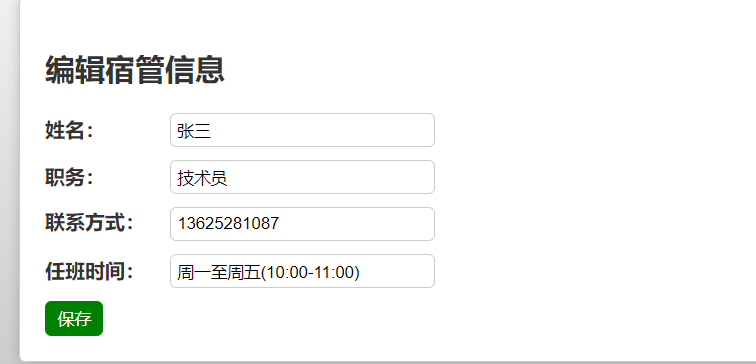 编辑宿管信息
姓名： 张三
职务： 技术员
联系方式： 13625281087
任班时间： 周一至周五(10:00-11:00)
保存